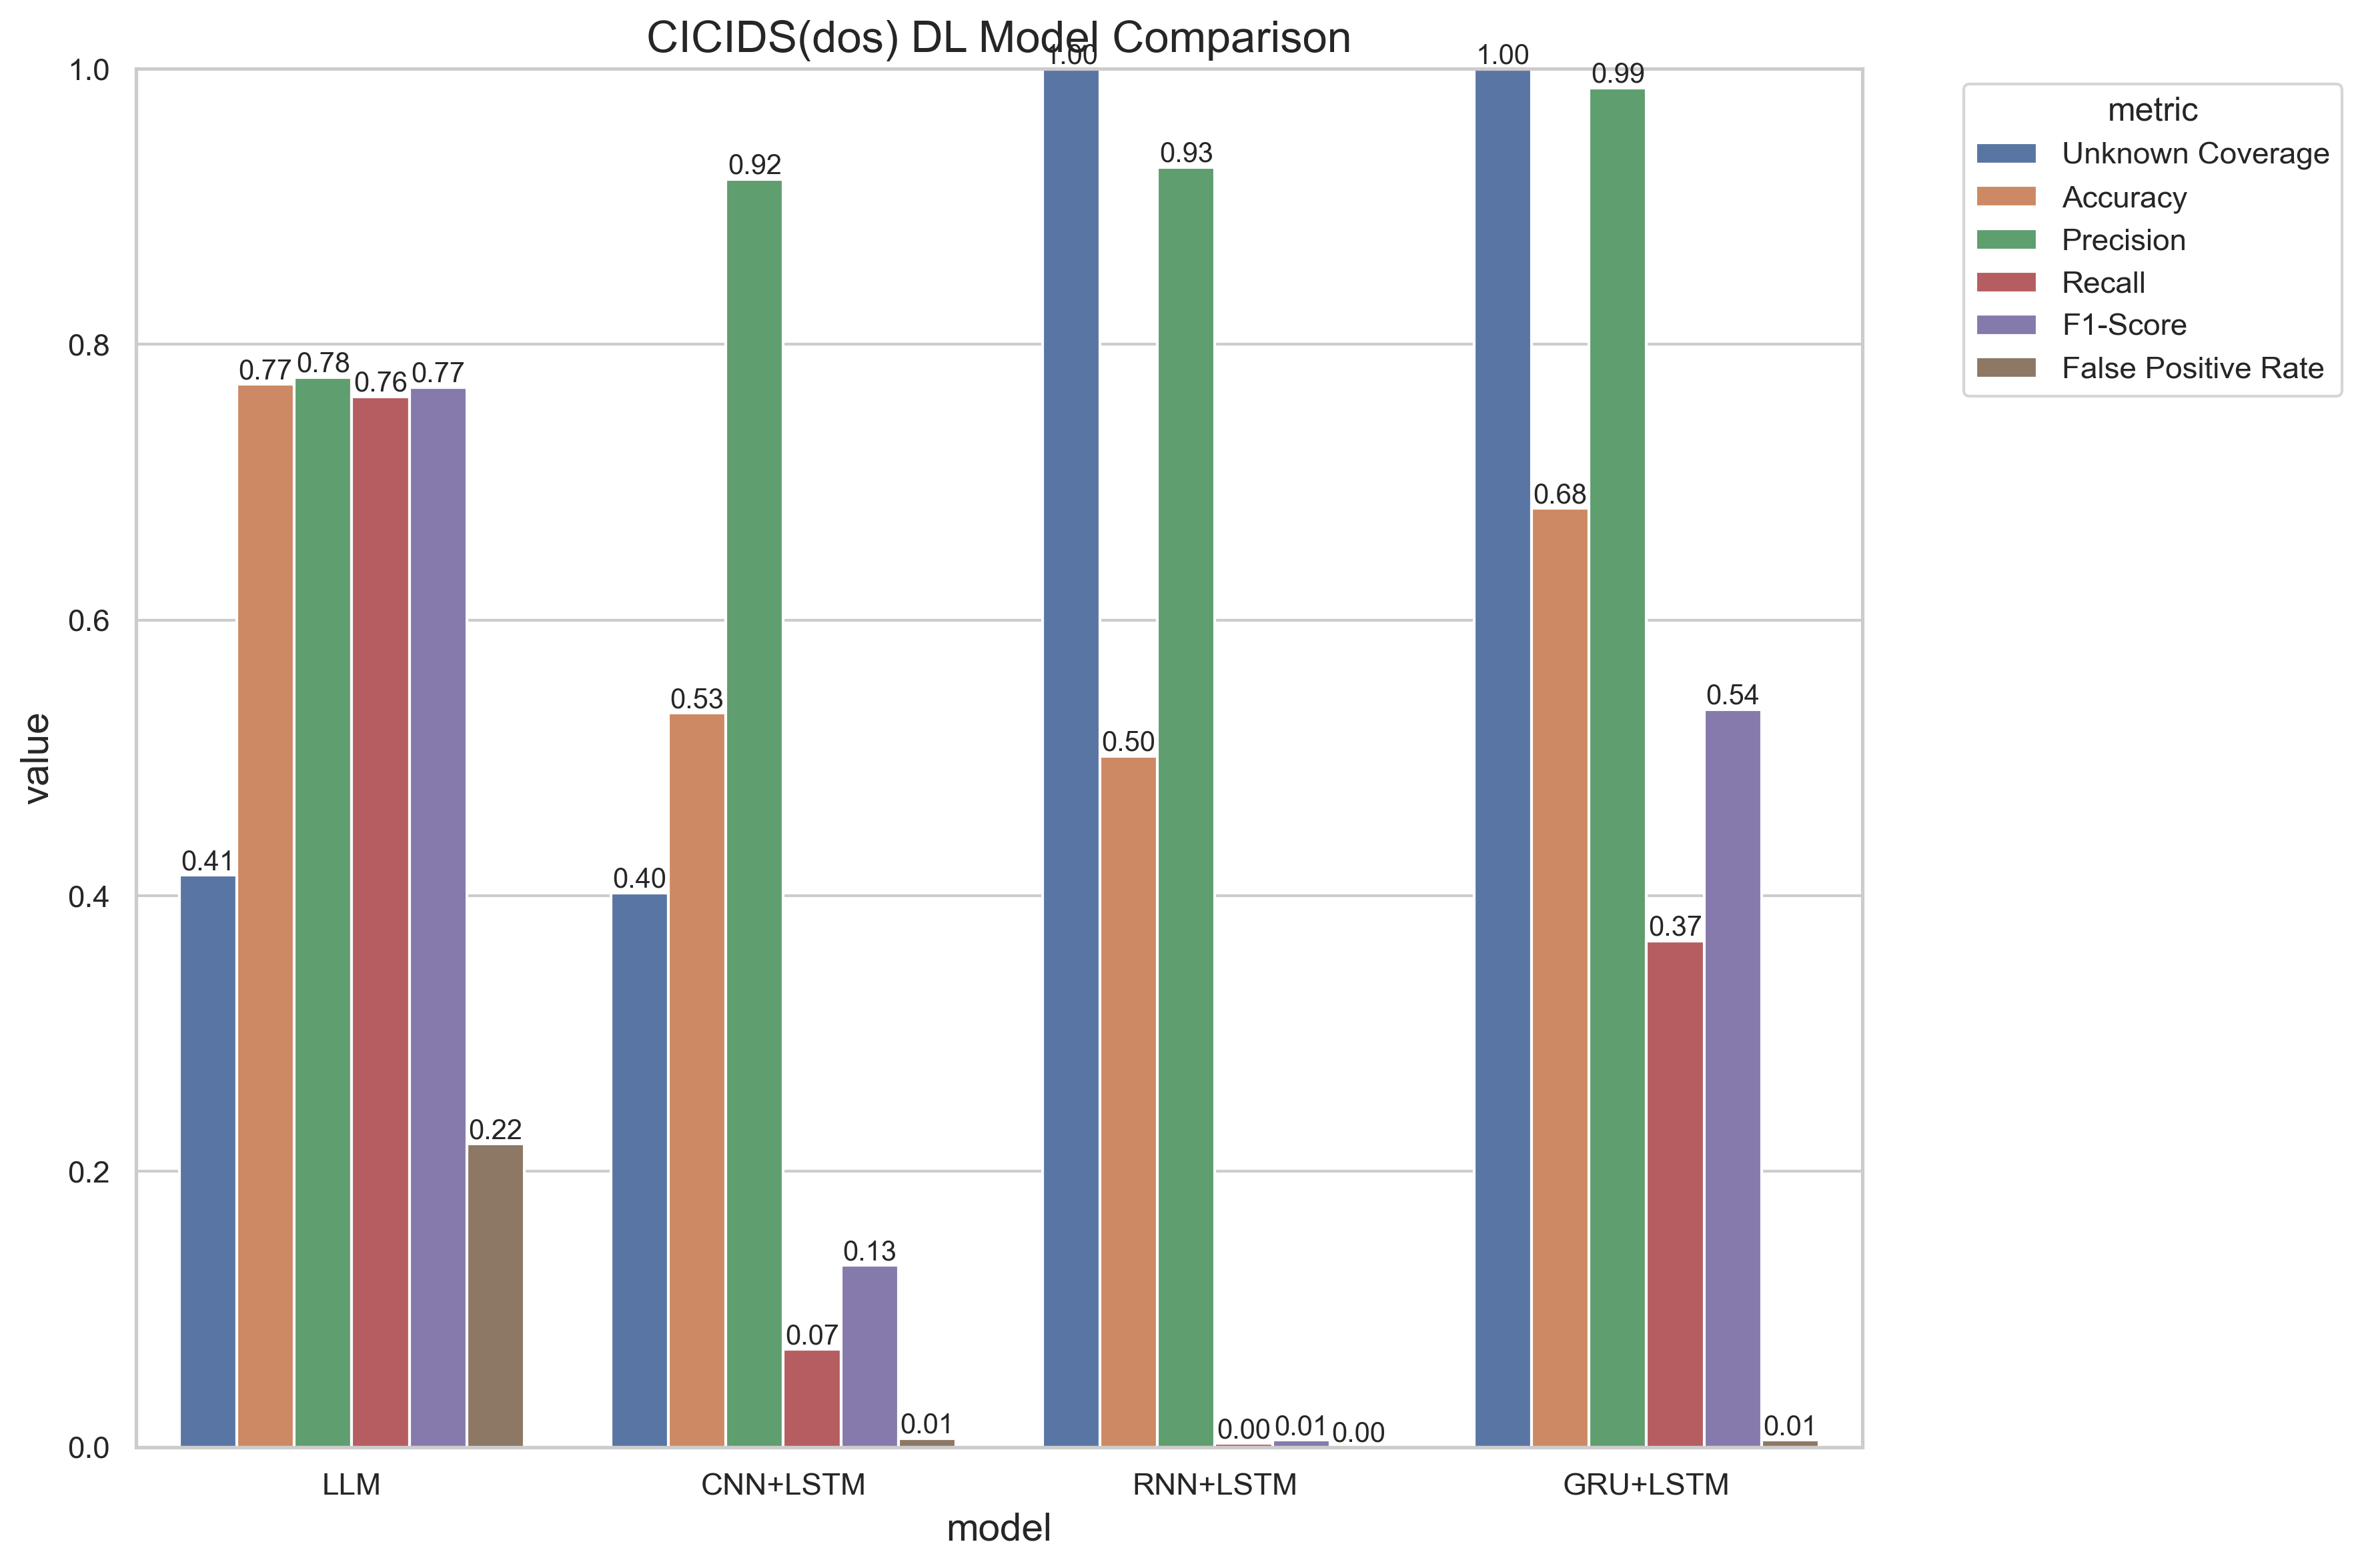 CICIDS(dos) DL Model Comparison
value
1.0
0.8
0.6
0.4
0.2
0.0
0.41
0.77
0.78
0.76
0.77
0.22
0.40
0.53
0.92
0.07
0.13
0.01
1.00
0.50
0.93
0.00
0.01
0.00
1.00
0.68
0.99
0.37
0.54
0.01
LLM
CNN+LSTM
RNN+LSTM
GRU+LSTM
model
metric
Unknown Coverage
Accuracy
Precision
Recall
F1-Score
False Positive Rate